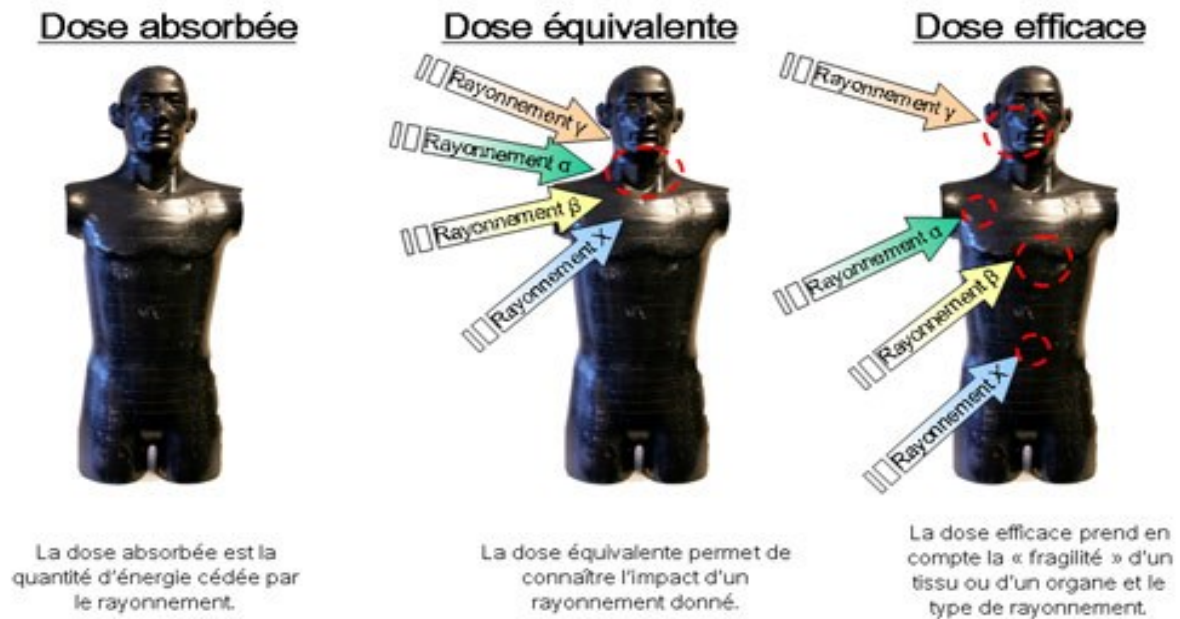 Dose absorbée
Dose équivalente
Dose efficace
Rayonnement γ
Rayonnement α
Rayonnement β
Rayonnement X
Rayonnement γ
Rayonnement α
Rayonnement β
Rayonnement X
La dose absorbée est la
quantité d'énergie cédée par
le rayonnement.
La dose équivalente permet de
connaître l'impact d'un
rayonnement donné.
La dose efficace prend en
compte la « fragilité » d'un
tissu ou d'un organe et le
type de rayonnement.